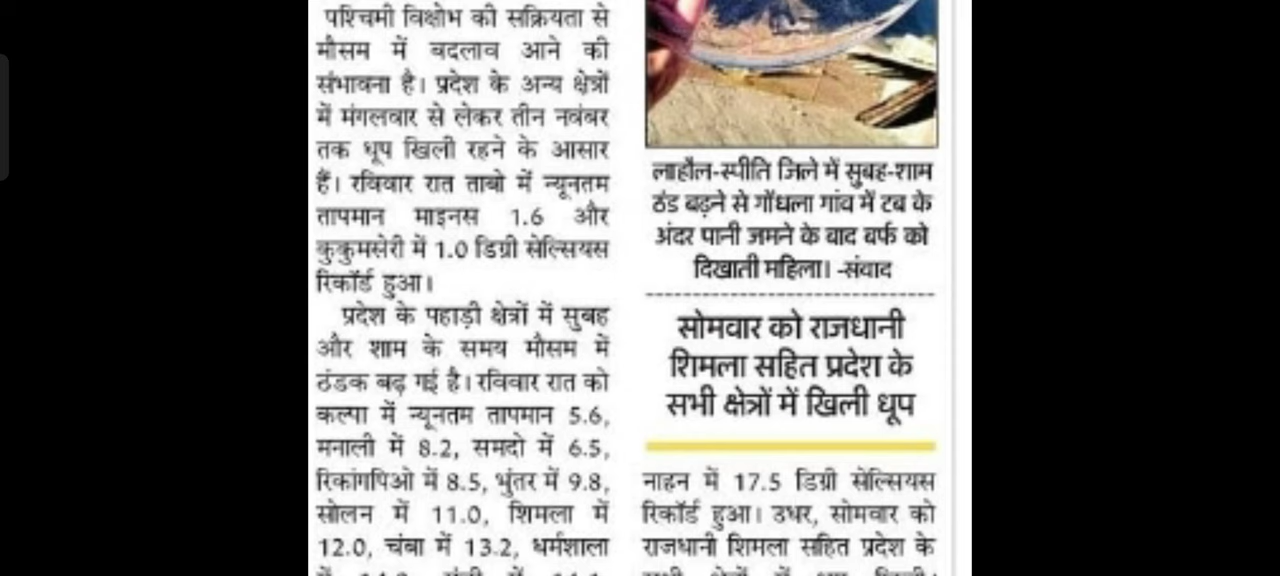 पश्चिमी विक्षोभ की सक्रियता से
मौसम में बदलाव आने की
संभावना है। प्रदेश के अन्य क्षेत्रों
में मंगलवार से लेकर तीन नवंबर
तक धूप खिली रहने के आसार
हैं। रविवार रात ताबो में न्यूनतम
तापमान माइनस 1.6 और
कुकुमसेरी में 1.0 डिग्री सेल्सियस
रिकॉर्ड हुआ।
प्रदेश के पहाड़ी क्षेत्रों में सुबह
और शाम के समय मौसम में
ठंडक बढ़ गई है। रविवार रात को
कल्पा में न्यूनतम तापमान 5.6,
मनाली में 8.2, समदो में 6.5,
रिकांगपिओ में 8.5, भुंतर में 9.8,
सोलन में 11.0, शिमला में
12.0, चंबा में 13.2, धर्मशाला
लाहौल-स्पीति जिले में सुबह-शाम
ठंड बढ़ने से गोंधला गांव में टब के
अंदर पानी जमने के बाद बर्फ को
दिखाती महिला। -संवाद
सोमवार को राजधानी
शिमला सहित प्रदेश के
सभी क्षेत्रों में खिली धूप
नाहन में 17.5 डिग्री सेल्सियस
रिकॉर्ड हुआ। उधर, सोमवार को
राजधानी शिमला सहित प्रदेश के